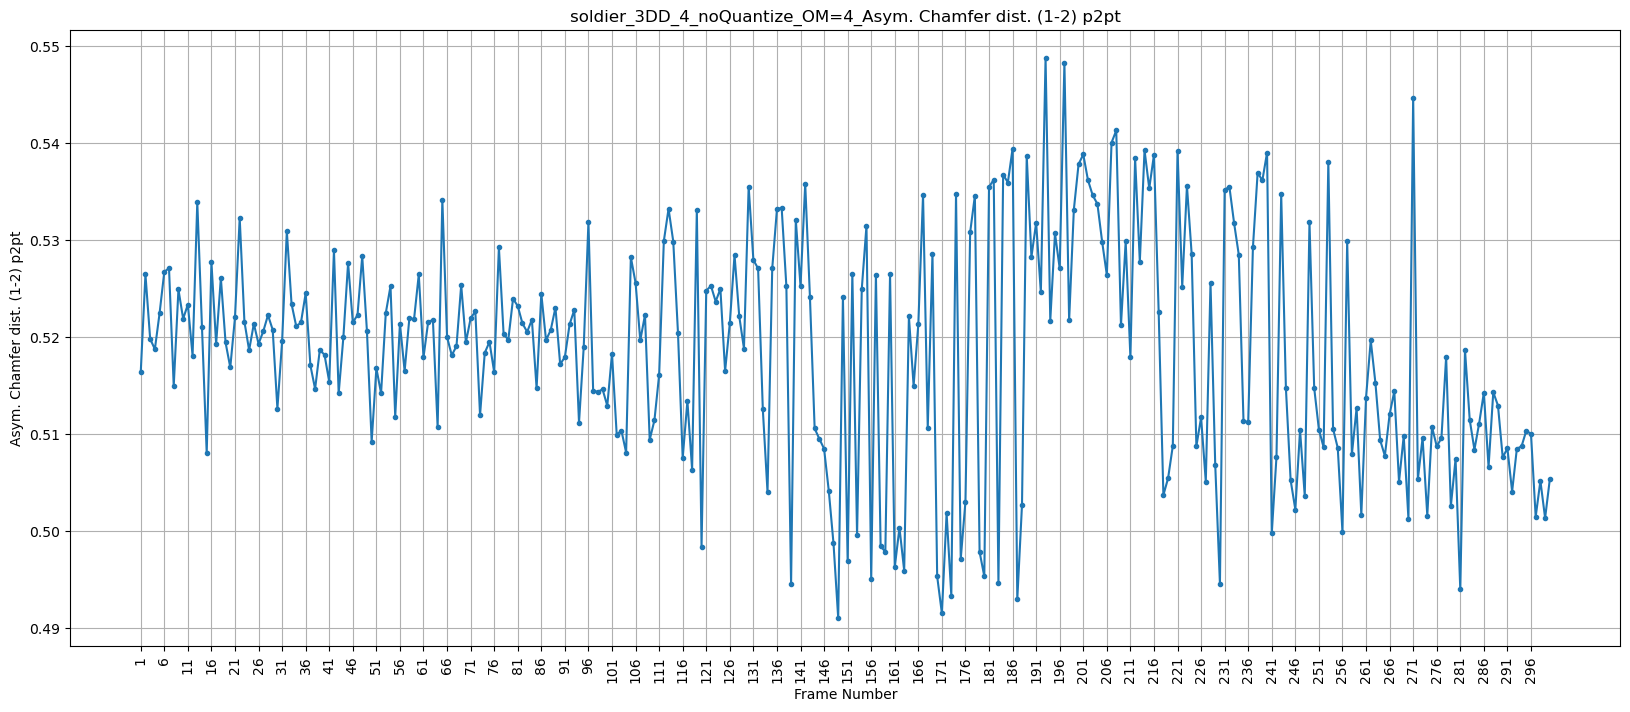 soldier_3DD_4_noQuantize_OM=4_Asym. Chamfer dist. (1-2) p2pt
Asym. Chamfer dist. (1-2) p2pt
0.55
0.54
0.53
0.52
0.51
0.50
0.49
1 6 11 16 21 26 31 36 41 46 51 56 61 66 71 76 81 86 91 96 101 106 111 116 121 126 131 136 141 146 151 156 161 166 171 176 181 186 191 196 201 206 211 216 221 226 231 236 241 246 251 256 261 266 271 276 281 286 291 296
Frame Number